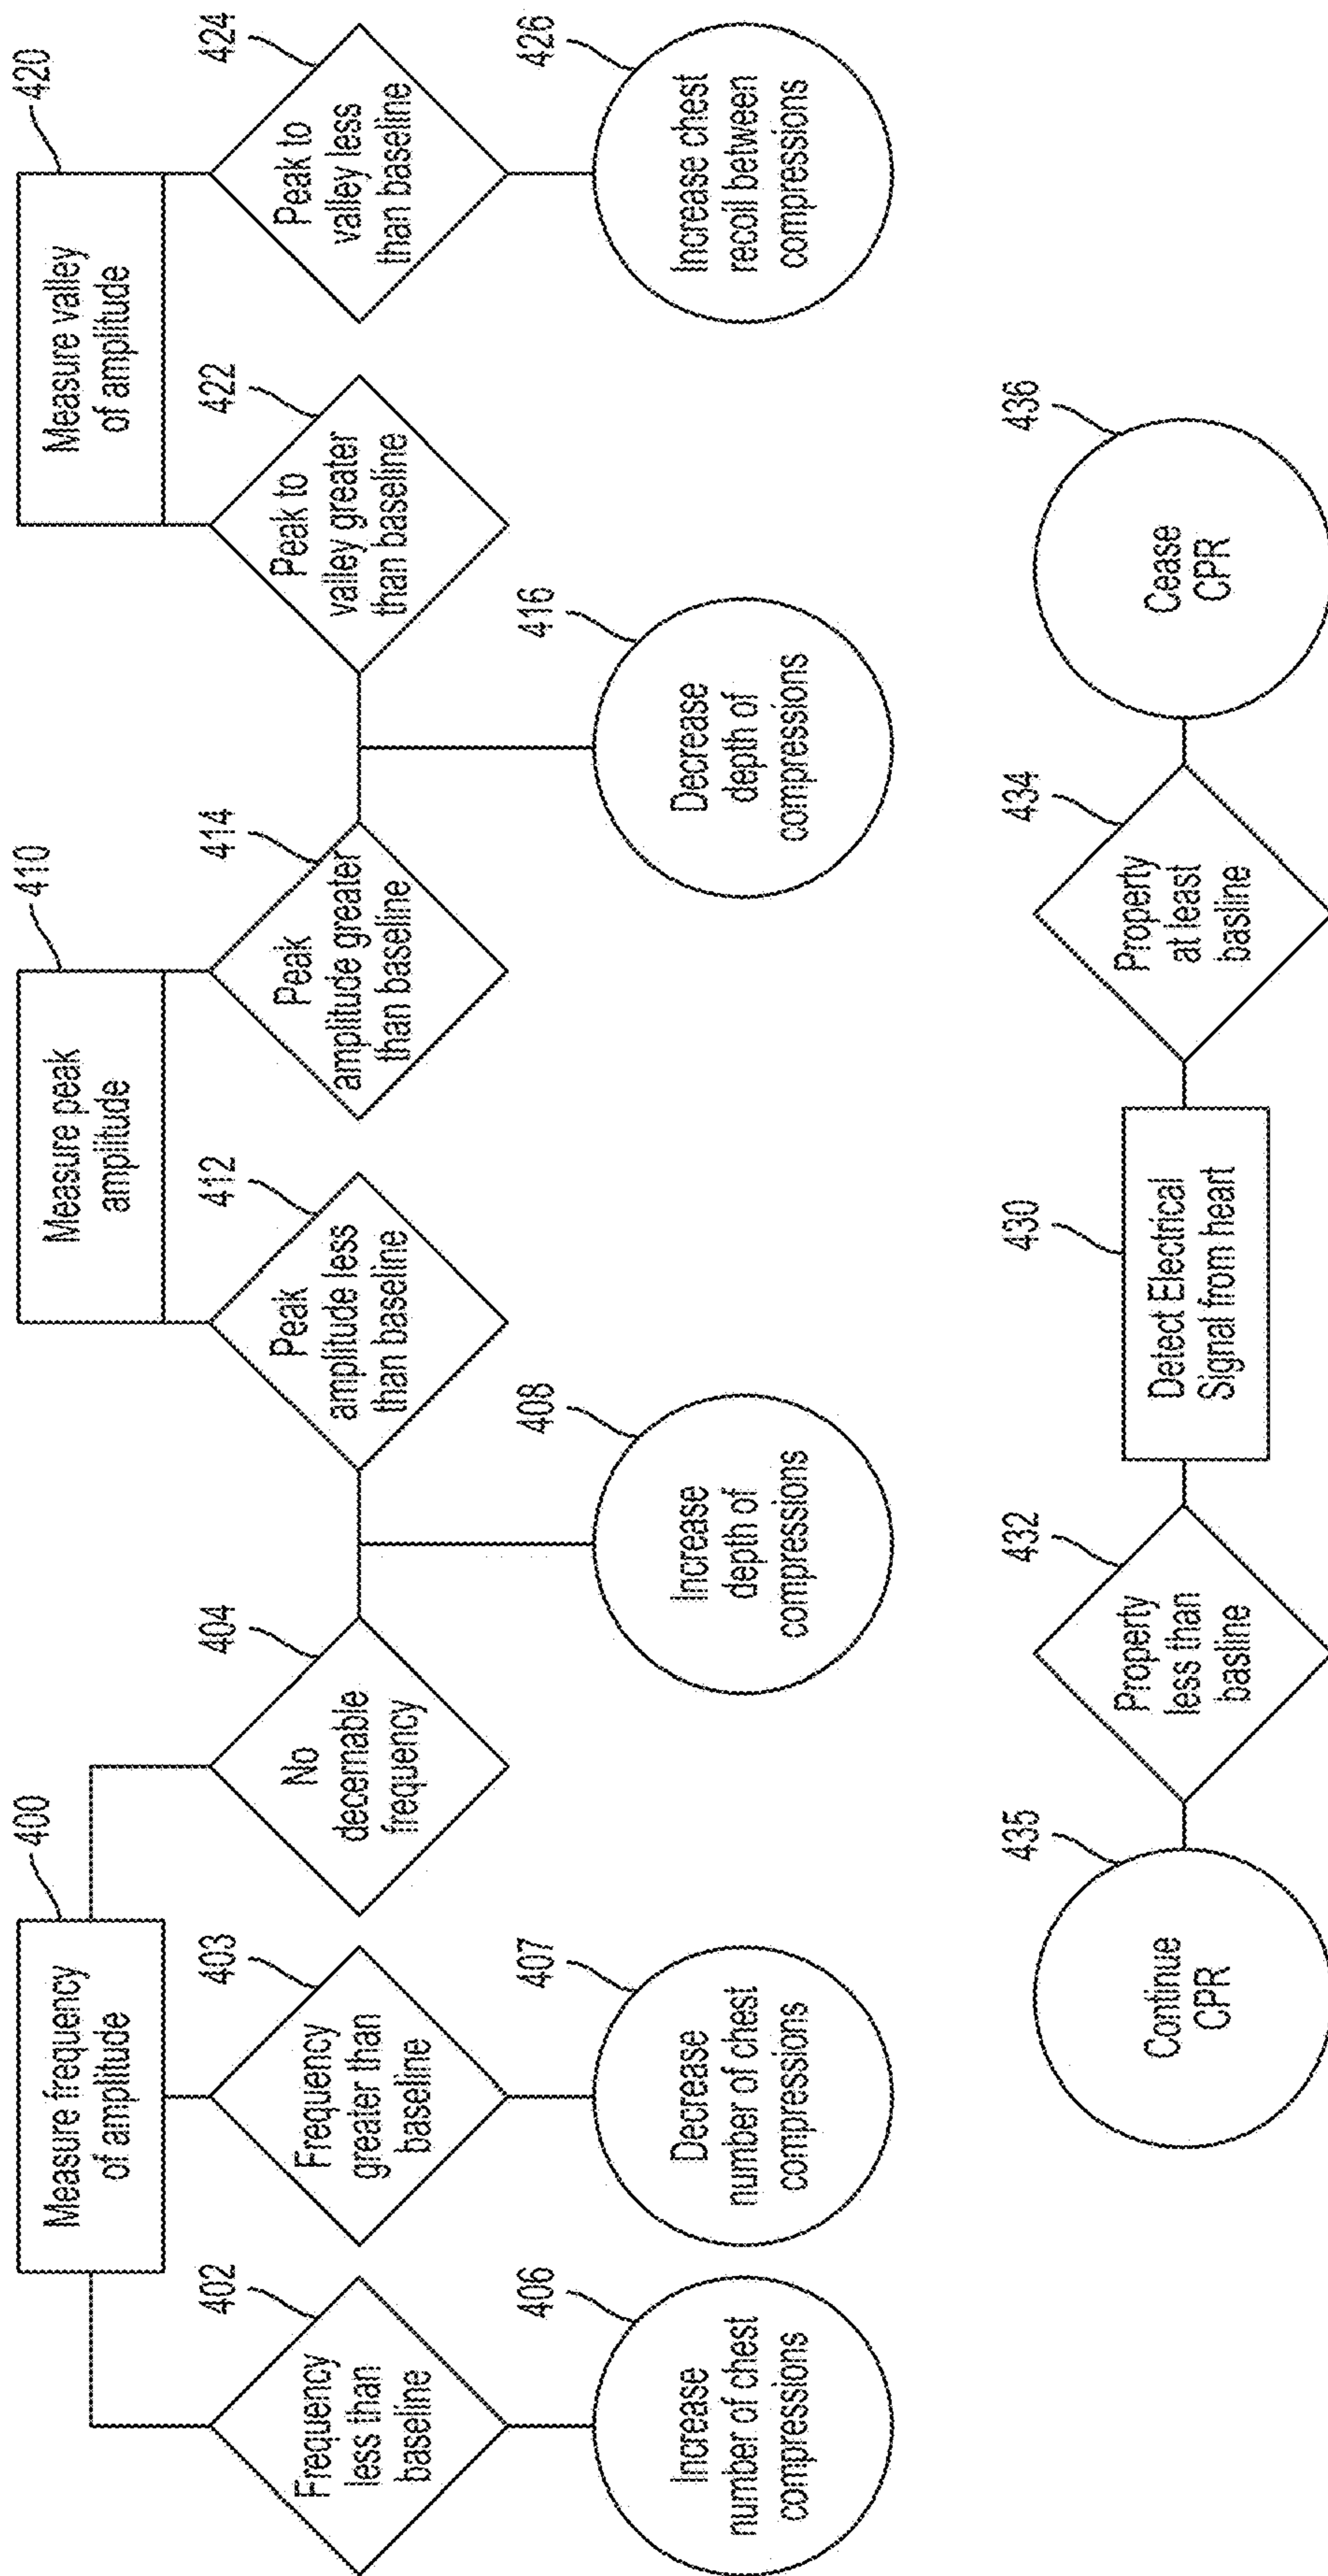 400
Measure frequency
of amplitude
410
Measure peak
amplitude
420
Measure valley
of amplitude
402
Frequency
less than
baseline
403
Frequency
greater than
baseline
404
No
decernable
frequency
412
Peak
amplitude less
than baseline
414
Peak
amplitude greater
than baseline
422
Peak to
valley greater
than baseline
424
Peak to
valley less
than baseline
406
Increase
number of chest
compressions
407
Decrease
number of chest
compressions
408
Increase
depth of
compressions
416
Decrease
depth of
compressions
426
Increase chest
recoil between
compressions
435
Continue
CPR
432
Property
less than
basline
430
Detect Electrical
Signal from heart
434
Property
at least
basline
436
Cease
CPR